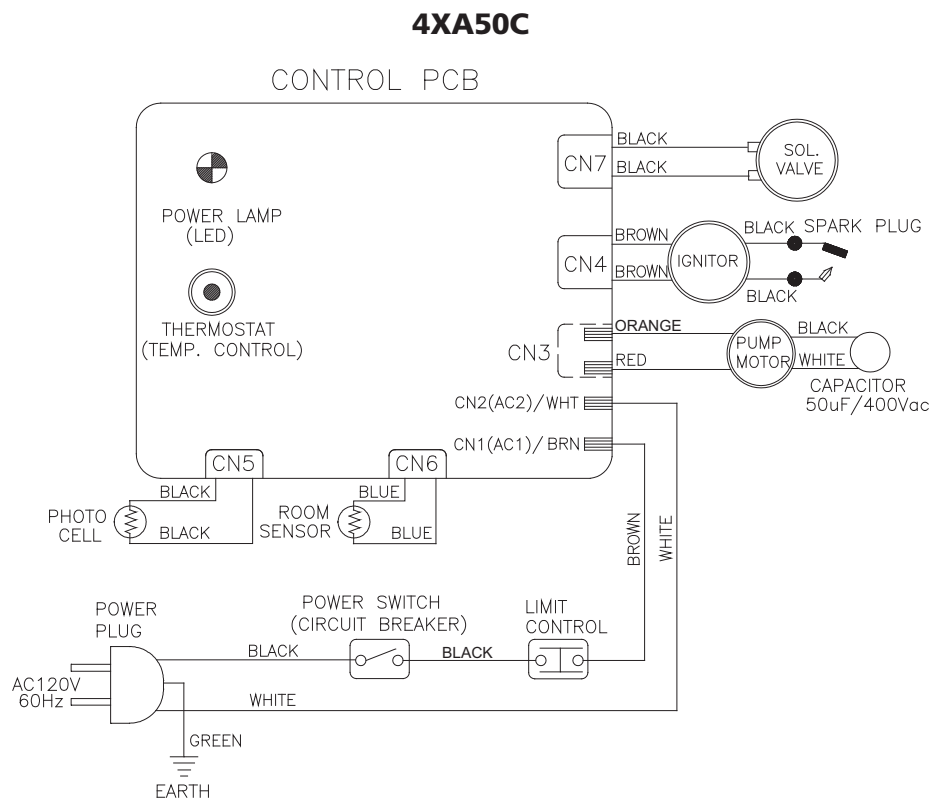 4XA50C
CONTROL PCB
POWER LAMP
(LED)
THERMOSTAT
(TEMP. CONTROL)
CN7
BLACK
BLACK
SOL.
VALVE
CN4
BROWN
BROWN
IGNITOR
BLACK
SPARK PLUG
BLACK
CN3
ORANGE
RED
PUMP
MOTOR
BLACK
WHITE
CAPACITOR
50uF/400Vac
CN2(AC2)/WHT
CN1(AC1)/BRN
CN5
CN6
BLACK
BLACK
PHOTO
CELL
BLUE
BLUE
ROOM
SENSOR
BROWN
WHITE
POWER
PLUG
POWER SWITCH
(CIRCUIT BREAKER)
LIMIT
CONTROL
BLACK
BLACK
AC120V
60Hz
WHITE
GREEN
EARTH